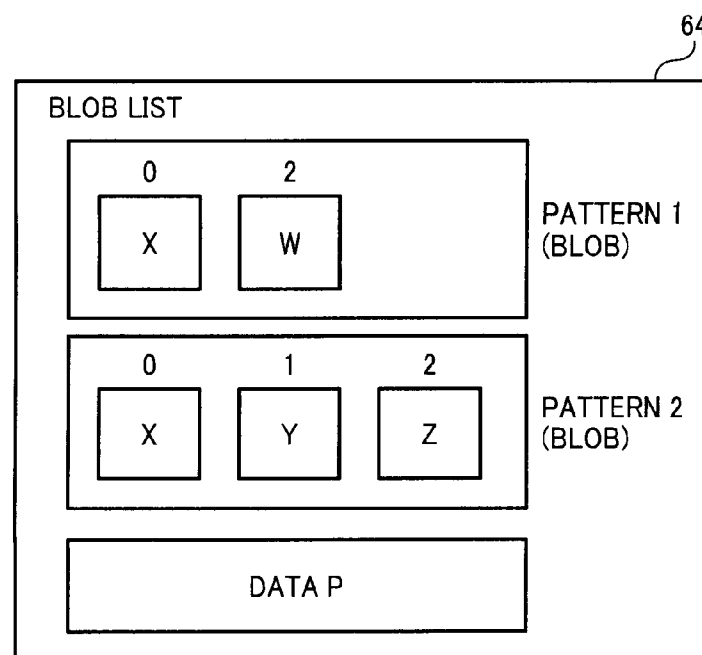 64
BLOB LIST
0 2
X W
PATTERN 1
(BLOB)
0 1 2
X Y Z
PATTERN 2
(BLOB)
DATA P